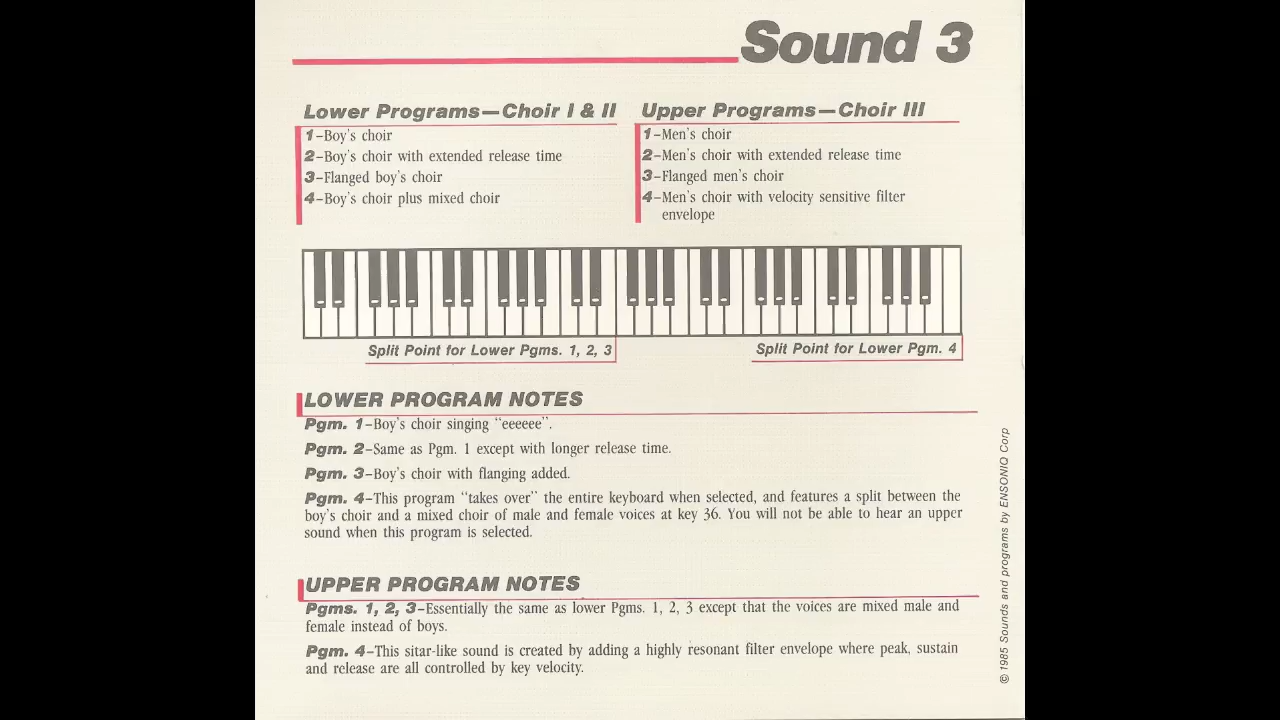 Sound 3
Lower Programs—Choir I & II
1–Boy's choir
2–Boy's choir with extended release time
3–Flanged boy's choir
4–Boy's choir plus mixed choir
Upper Programs—Choir III
1–Men's choir
2–Men's choir with extended release time
3–Flanged men's choir
4–Men's choir with velocity sensitive filter
envelope
Split Point for Lower Pgms. 1, 2, 3
Split Point for Lower Pgm. 4
LOWER PROGRAM NOTES
Pgm. 1–Boy's choir singing "eeeeee".
Pgm. 2–Same as Pgm. 1 except with longer release time.
Pgm. 3–Boy's choir with flanging added.
Pgm. 4–This program "takes over" the entire keyboard when selected, and features a split between the
boy's choir and a mixed choir of male and female voices at key 36. You will not be able to hear an upper
sound when this program is selected.
UPPER PROGRAM NOTES
Pgms. 1, 2, 3–Essentially the same as lower Pgms. 1, 2, 3 except that the voices are mixed male and
female instead of boys.
Pgm. 4–This sitar-like sound is created by adding a highly resonant filter envelope where peak, sustain
and release are all controlled by key velocity.
© 1985 Sounds and programs by ENSONIQ Corp